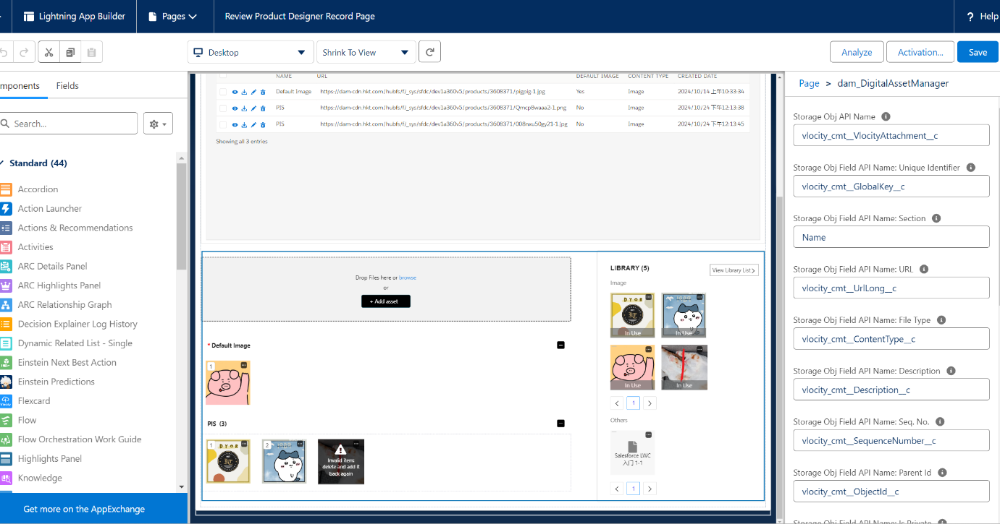 Lightning App Builder
Pages
Review Product Designer Record Page
? Help
Desktop
Shrink To View
Analyze
Activation...
Save
mponents
Fields
Search...
Standard (44)
Accordion
Action Launcher
Actions & Recommendations
Activities
ARC Details Panel
ARC Highlights Panel
ARC Relationship Graph
Decision Explainer Log History
Dynamic Related List - Single
Einstein Next Best Action
Einstein Predictions
Flexcard
Flow
Flow Orchestration Work Guide
Highlights Panel
Knowledge
Get more on the AppExchange
NAME URL DEFAULT IMAGE CONTENT TYPE CREATED DATE
Default Image https://dam-cdn.hkt.com/hubfs/f/_sys/sfdc/dev1a360v5/products/3608371/pigpig-1.jpg Yes Image 2024/10/14 上午10:33:34
PIS https://dam-cdn.hkt.com/hubfs/f/_sys/sfdc/dev1a360v5/products/3608371/Qmcp8waaa2-1.png No Image 2024/10/24 下午12:13:38
PIS https://dam-cdn.hkt.com/hubfs/f/_sys/sfdc/dev1a360v5/products/3608371/008nxu50gy21-1.jpg No Image 2024/10/24 下午12:13:45
Showing all 3 entries
Drop Files here or browse
or
+ Add asset
* Default Image
1
PIS (3)
1
DYOR
2
Invalid item:
delete and add it
back again
LIBRARY (5)
View Library List
Image
DYOR
In Use
In Use
In Use
In Use
1
Others
Salesforce LWC
入门 1-1
1
Page > dam_DigitalAssetManager
Storage Obj API Name
vlocity_cmt__VlocityAttachment__c
Storage Obj Field API Name: Unique Identifier
vlocity_cmt__GlobalKey__c
Storage Obj Field API Name: Section
Name
Storage Obj Field API Name: URL
vlocity_cmt__UrlLong__c
Storage Obj Field API Name: File Type
vlocity_cmt__ContentType__c
Storage Obj Field API Name: Description
vlocity_cmt__Description__c
Storage Obj Field API Name: Seq. No.
vlocity_cmt__SequenceNumber__c
Storage Obj Field API Name: Parent Id
vlocity_cmt__ObjectId__c
Storage Obj Field API Name: Is Private